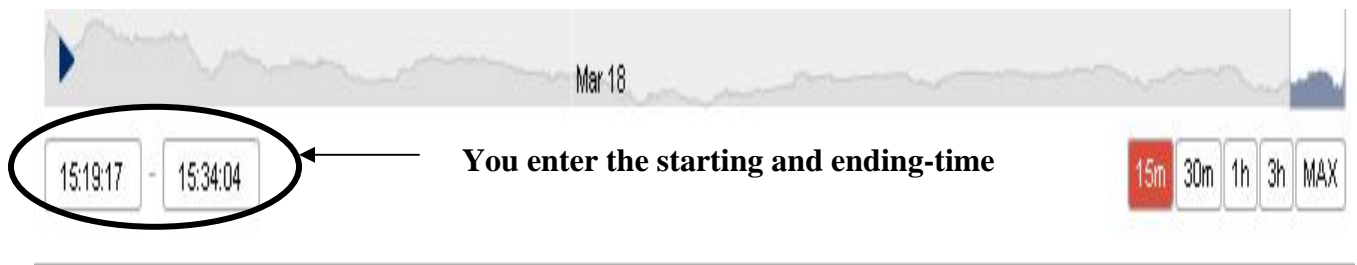 Mar 18
15:19:17 - 15:34:04
You enter the starting and ending-time
15m 30m 1h 3h MAX